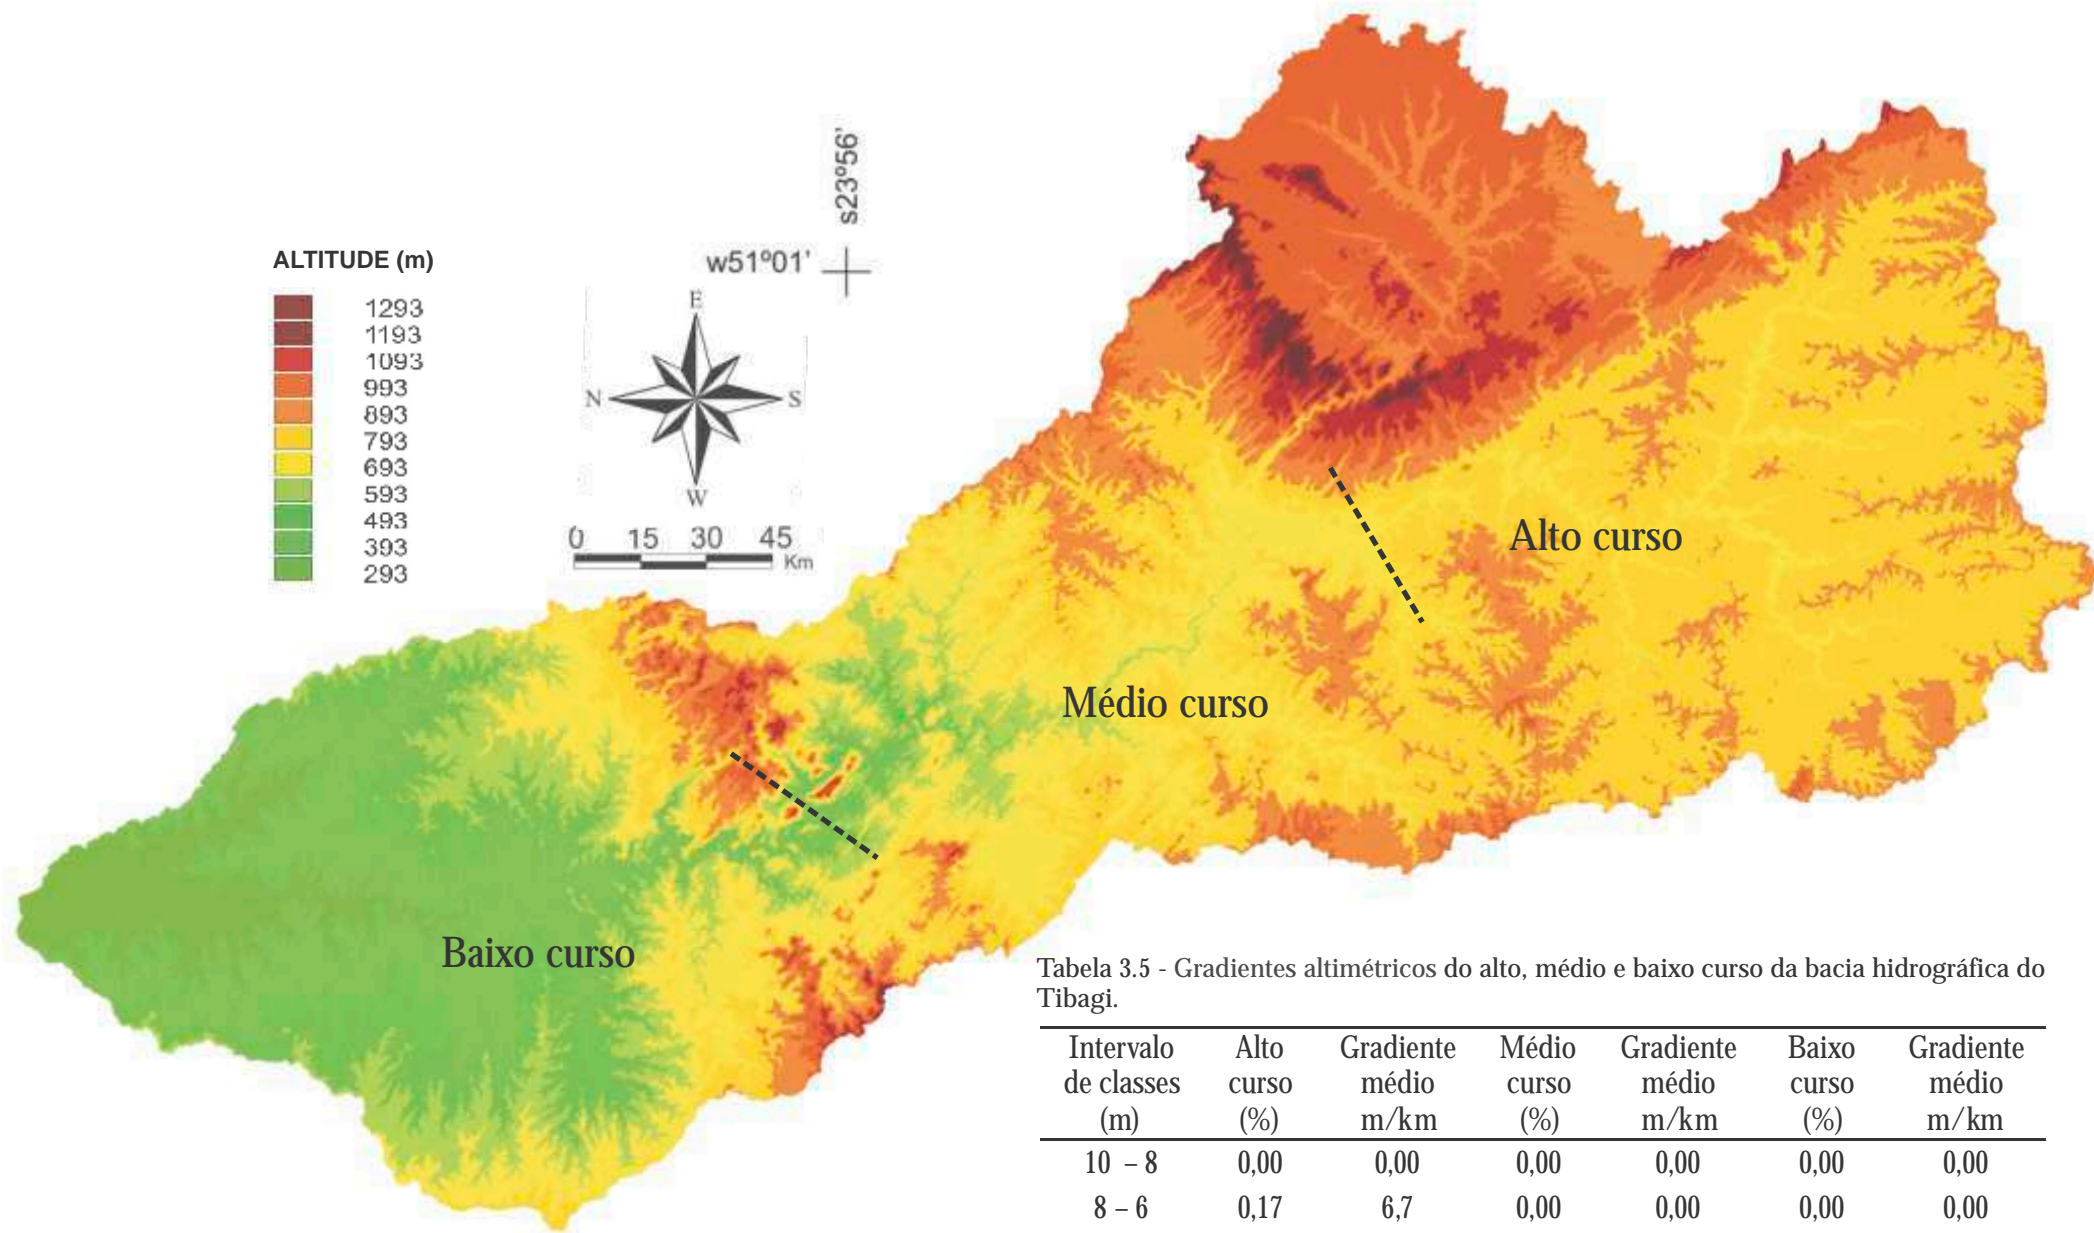 s23º56'
w51º01'
ALTITUDE (m)
1293
1193
1093
993
893
793
693
593
493
393
293
E
N
S
W
0 15 30 45
Km
Alto curso
Médio curso
Baixo curso
Tabela 3.5 - Gradientes altimétricos do alto, médio e baixo curso da bacia hidrográfica do
Tibagi.
Intervalo Alto Gradiente Médio Gradiente Baixo Gradiente
de classes curso médio curso médio curso médio
(m) (%) m/km (%) m/km (%) m/km
10 – 8 0,00 0,00 0,00 0,00 0,00 0,00
8 – 6 0,17 6,7 0,00 0,00 0,00 0,00